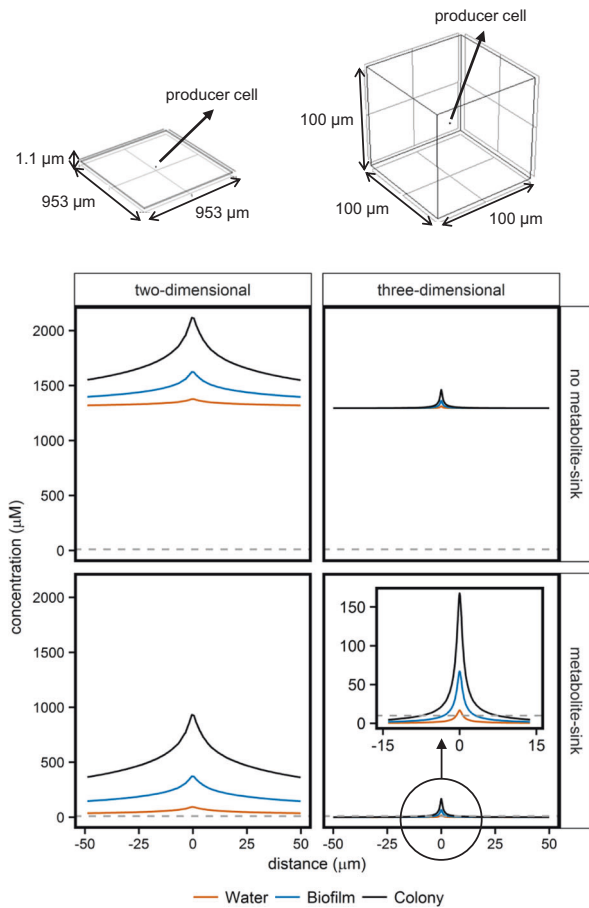 producer cell
producer cell
1.1 µm
953 µm
953 µm
100 µm
100 µm
100 µm
two-dimensional
three-dimensional
2000
1500
1000
500
0
no metabolite-sink
concentration (µM)
2000
1500
1000
500
0
150
100
50
0
-15
0
15
metabolite-sink
-50
-25
0
25
50
-50
-25
0
25
50
distance (µm)
Water
Biofilm
Colony